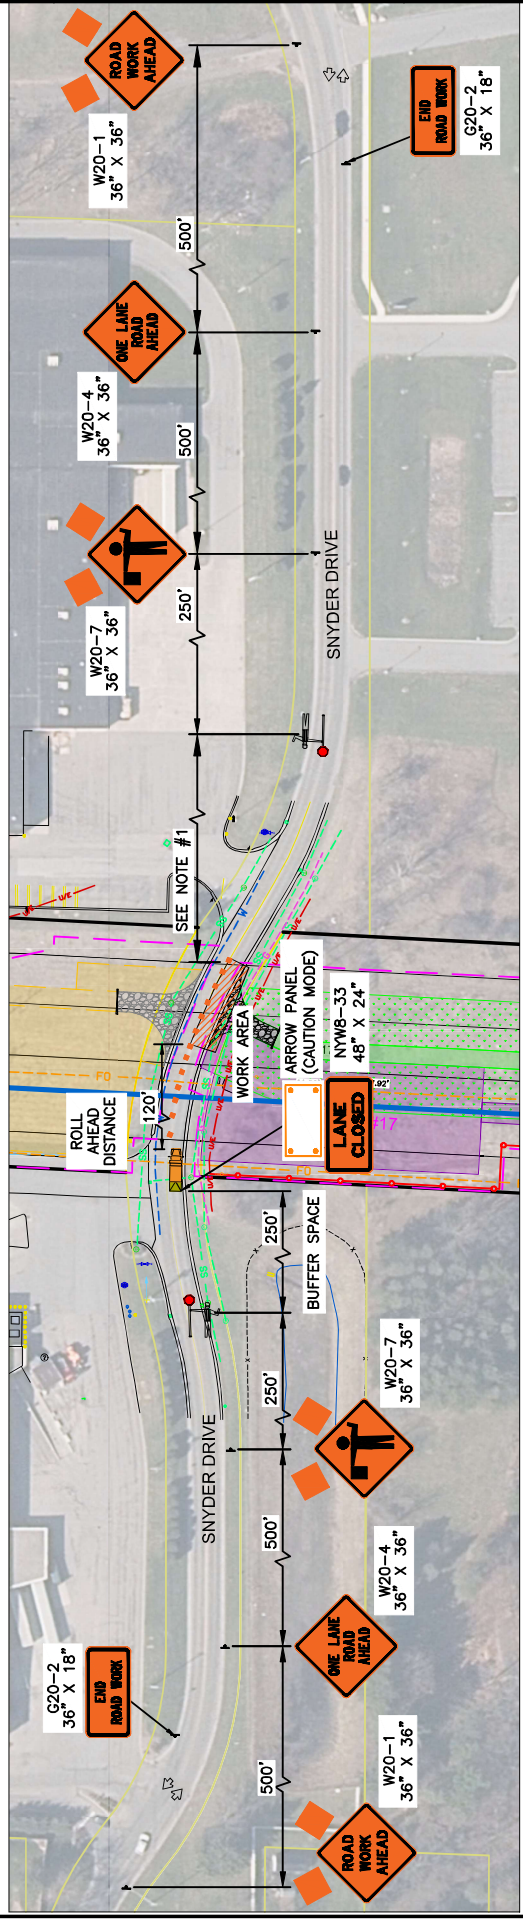 ROAD
WORK
AHEAD
W20-1
36" X 36"
END
ROAD WORK
G20-2
36" X 18"
500'
ONE LANE
ROAD
AHEAD
W20-4
36" X 36"
500'
W20-7
36" X 36"
250'
SNYDER DRIVE
SEE NOTE #1
U/E
U/E
W
U/E
U/E
WORK AREA
ARROW PANEL
(CAUTION MODE)
NYW8-33
48" X 24"
LANE
CLOSED
FO
FO
#17
ROLL
AHEAD
DISTANCE
120'
250'
BUFFER SPACE
250'
W20-7
36" X 36"
SNYDER DRIVE
500'
ONE LANE
ROAD
AHEAD
W20-4
36" X 36"
G20-2
36" X 18"
END
ROAD WORK
500'
ROAD
WORK
AHEAD
W20-1
36" X 36"